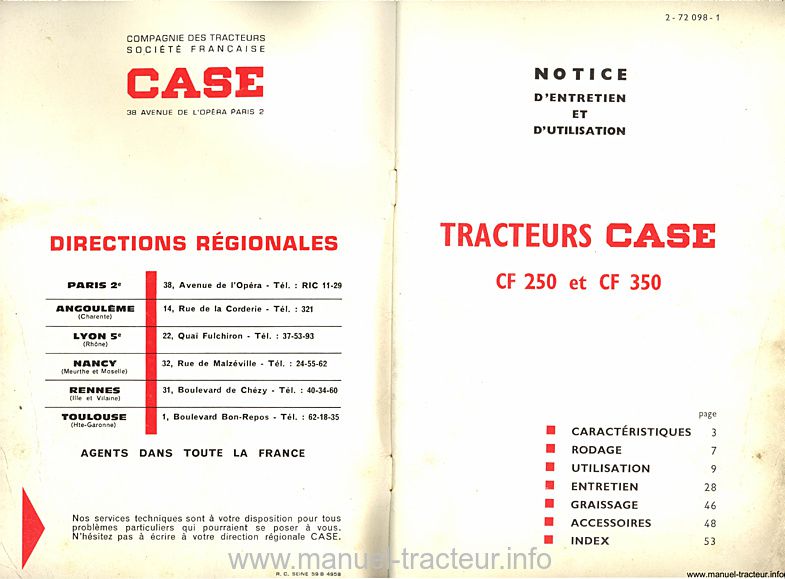 COMPAGNIE DES TRACTEURS
SOCIÉTÉ FRANÇAISE
CASE
38 AVENUE DE L'OPÉRA PARIS 2
DIRECTIONS RÉGIONALES
PARIS 2e 38, Avenue de l'Opéra - Tél. : RIC 11-29
ANGOULÊME 14, Rue de la Corderie - Tél. : 321
(Charente)
LYON 5e 22, Quai Fulchiron - Tél. : 37-53-93
(Rhône)
NANCY 32, Rue de Malzéville - Tél. : 24-55-62
(Meurthe et Moselle)
RENNES 31, Boulevard de Chézy - Tél. : 40-34-60
(Ille et Vilaine)
TOULOUSE 1, Boulevard Bon-Repos - Tél. : 62-18-35
(Hte-Garonne)
AGENTS DANS TOUTE LA FRANCE
Nos services techniques sont à votre disposition pour tous
problèmes particuliers qui pourraient se poser à vous.
N'hésitez pas à écrire à votre direction régionale CASE.
R. C. SEINE 59 B 4958
2-72 098-1
NOTICE
D'ENTRETIEN
ET
D'UTILISATION
TRACTEURS CASE
CF 250 et CF 350
page
CARACTÉRISTIQUES 3
RODAGE 7
UTILISATION 9
ENTRETIEN 28
GRAISSAGE 46
ACCESSOIRES 48
INDEX 53
www.manuel-tracteur.info
www.manuel-tracteur.info